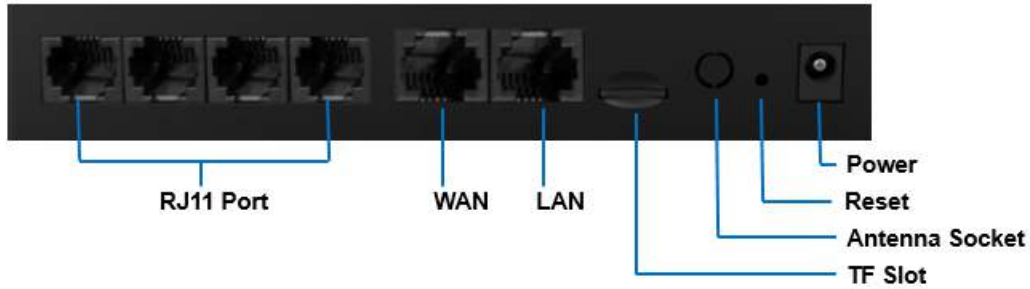 RJ11 Port
WAN
LAN
Power
Reset
Antenna Socket
TF Slot